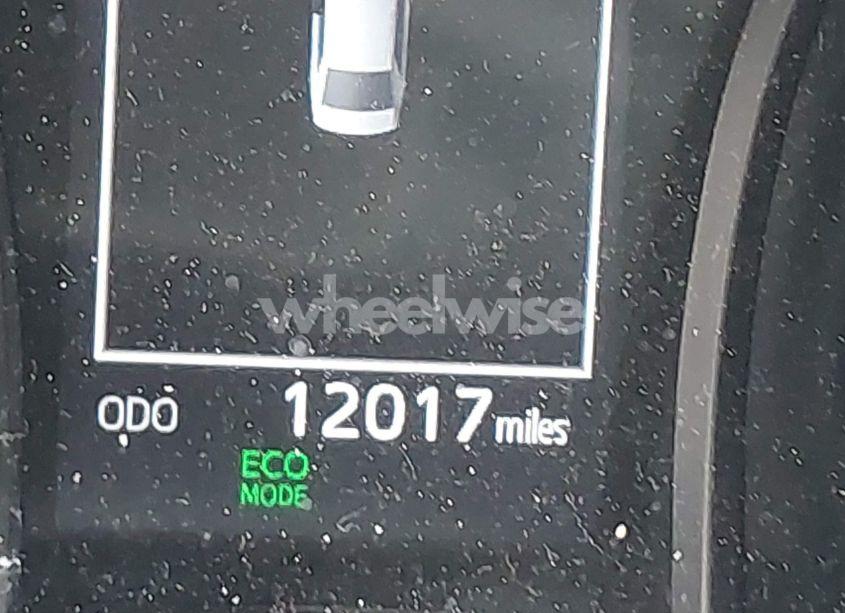 wheelwise
ODO 12017 miles
ECO
MODE